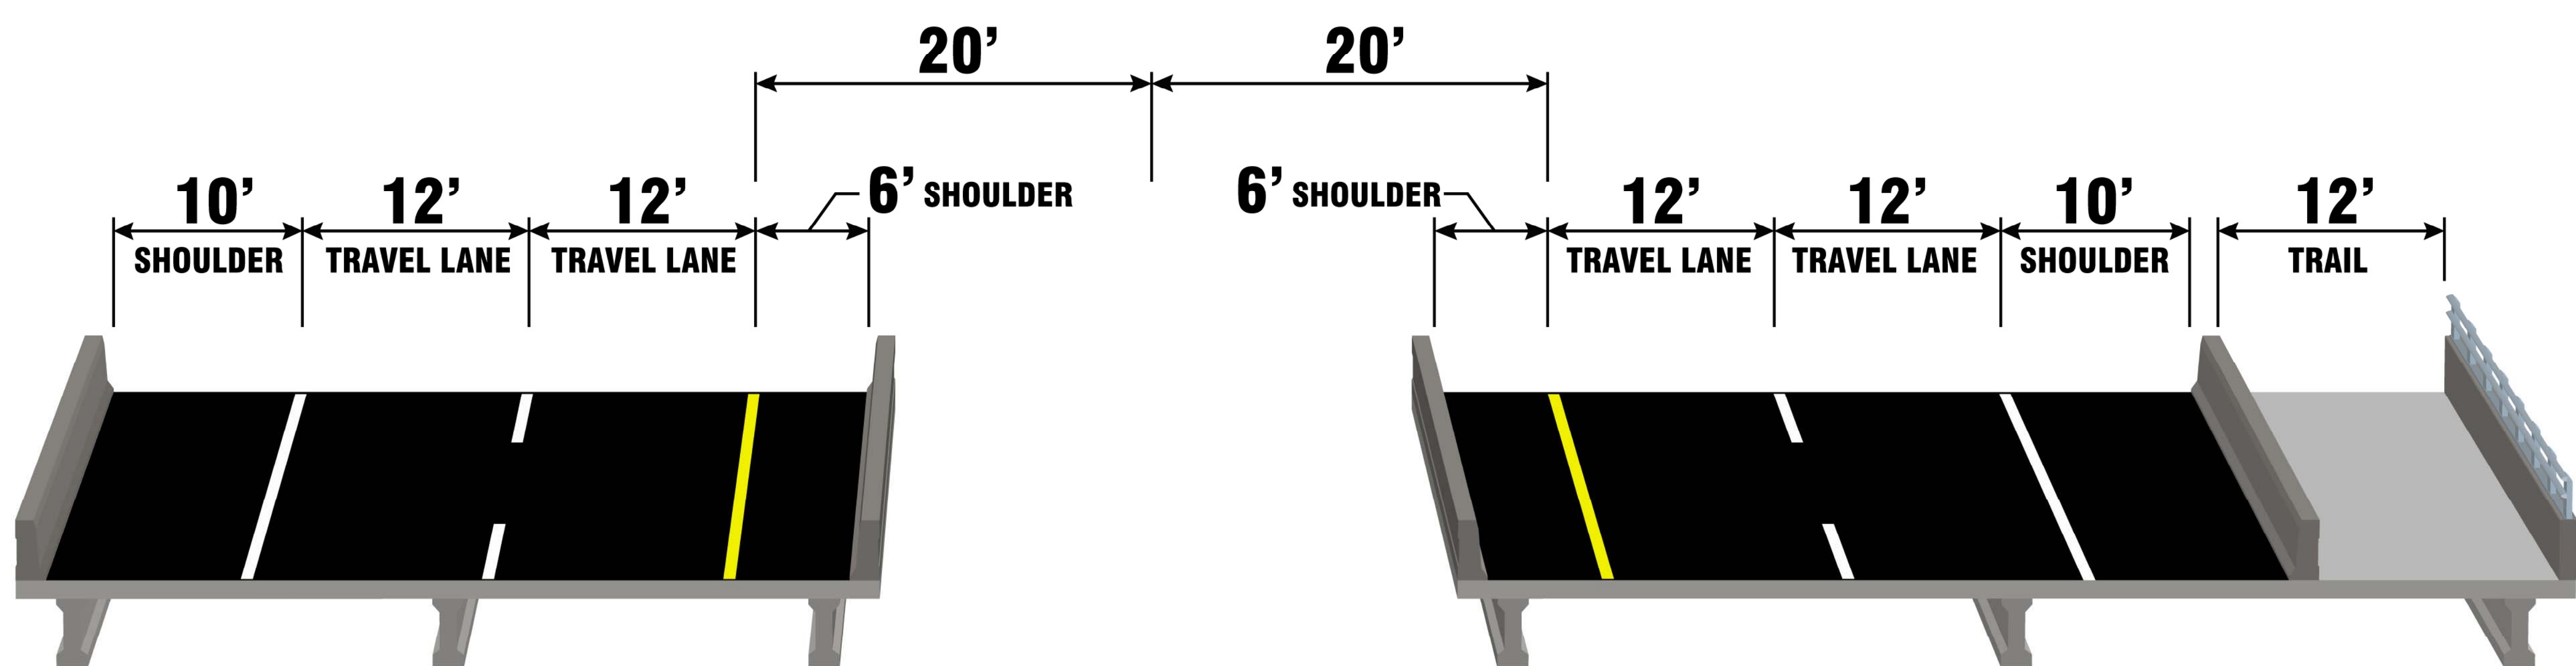 20’ 20’
10’ 12’ 12’ 6’ SHOULDER 6’ SHOULDER 12’ 12’ 10’ 12’
SHOULDER TRAVEL LANE TRAVEL LANE TRAVEL LANE TRAVEL LANE SHOULDER TRAIL